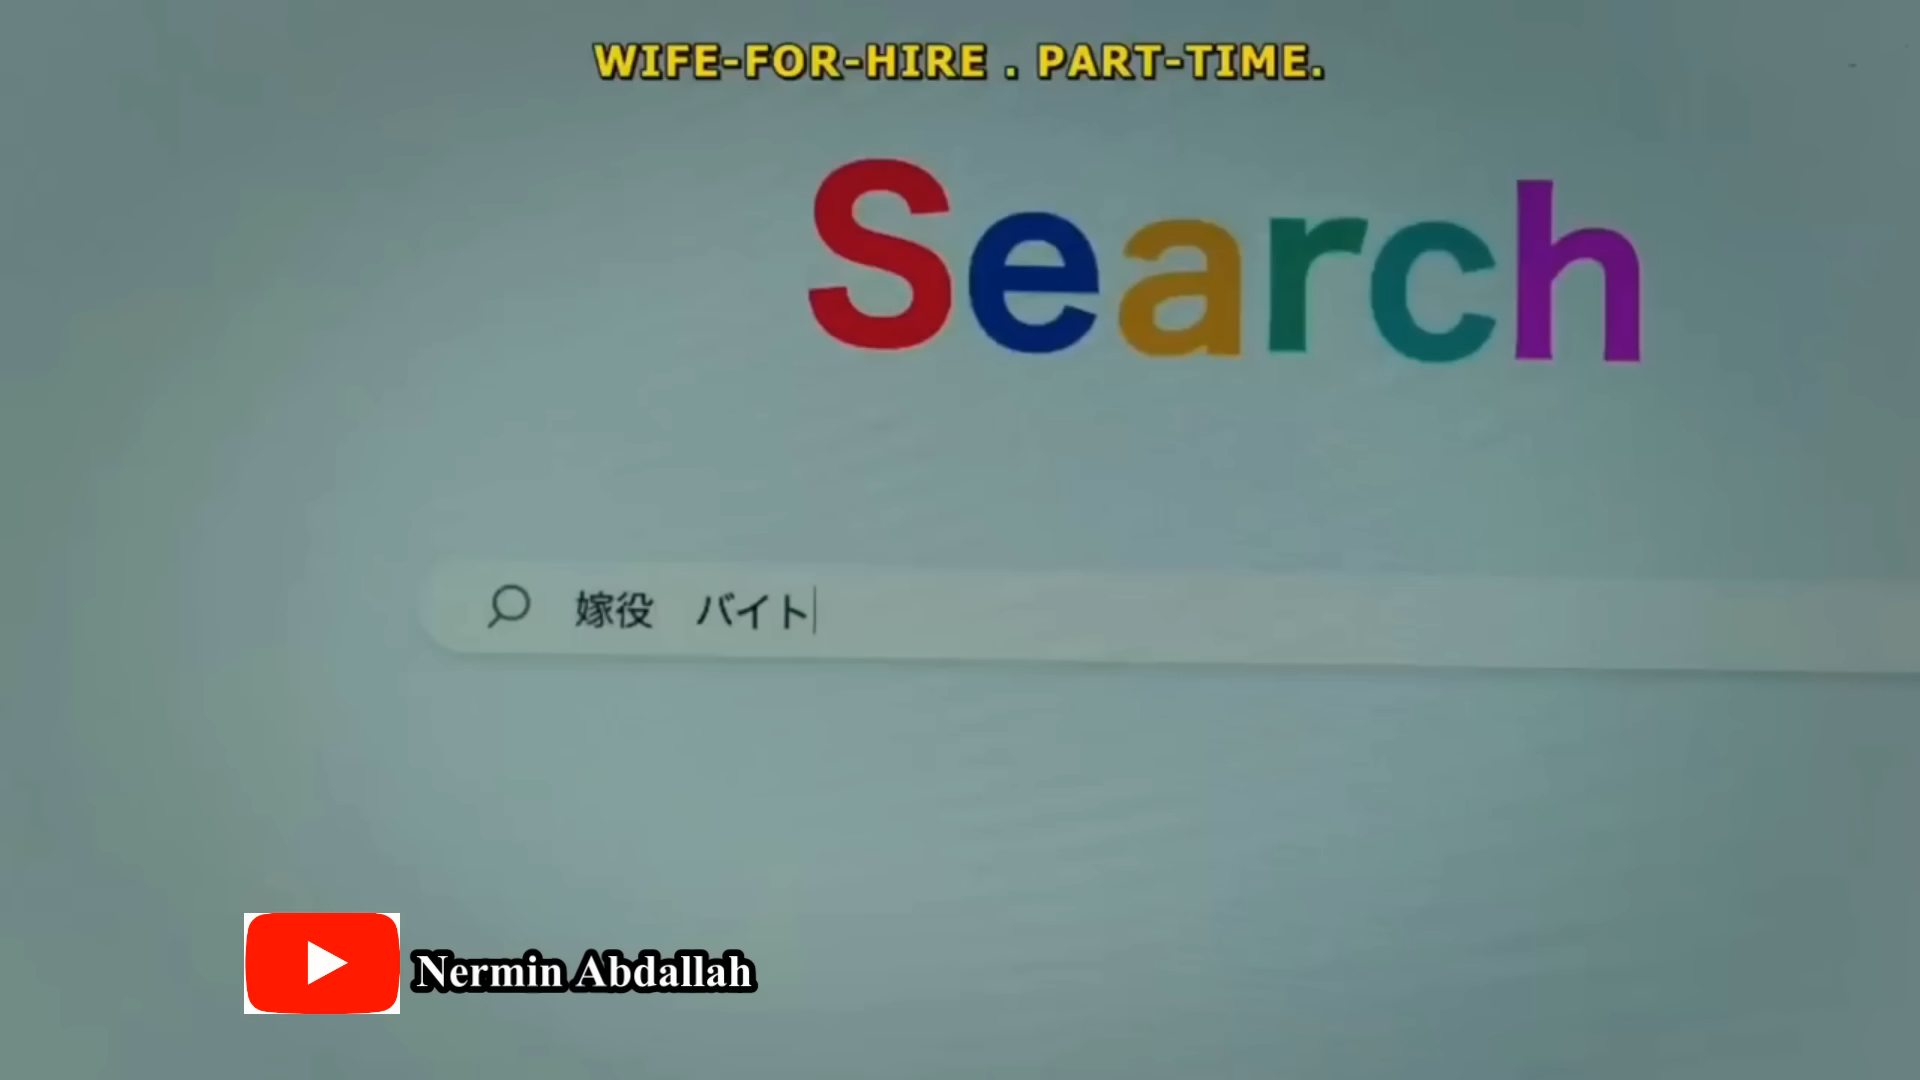 WIFE-FOR-HIRE . PART-TIME.
Search
嫁役　バイト
Nermin Abdallah